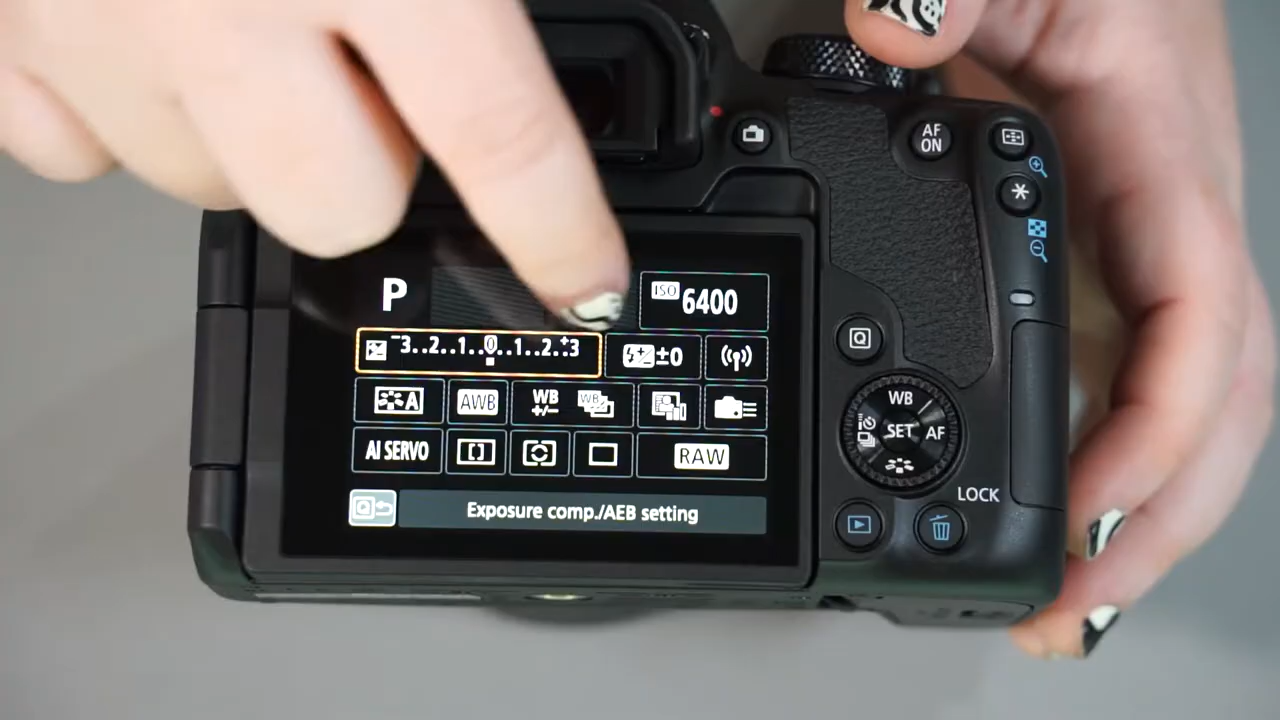 AF
ON
P
ISO 6400
-3..2..1..0..1..2.+3
±0
A
AWB
WB
+/-
WB
AI SERVO
RAW
Q
Exposure comp./AEB setting
Q
WB
SET
AF
LOCK